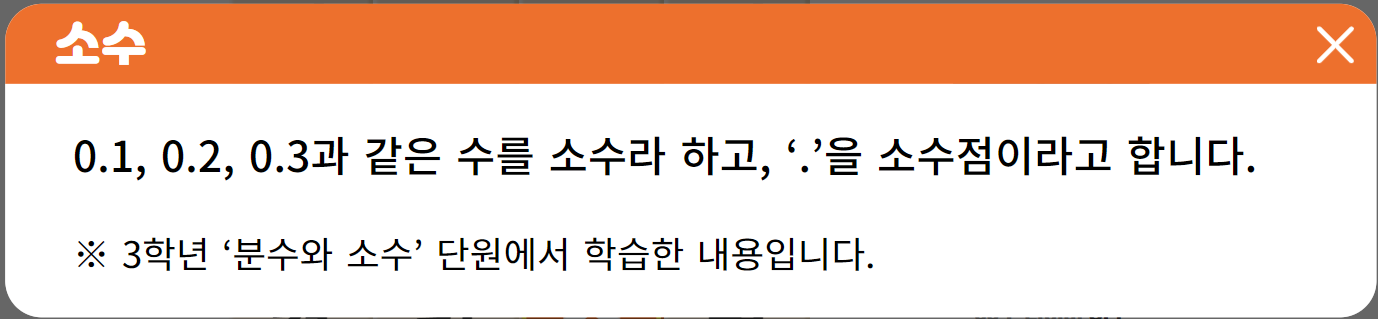 소수
0.1, 0.2, 0.3과 같은 수를 소수라 하고, ‘.’을 소수점이라고 합니다.
※ 3학년 ‘분수와 소수’ 단원에서 학습한 내용입니다.